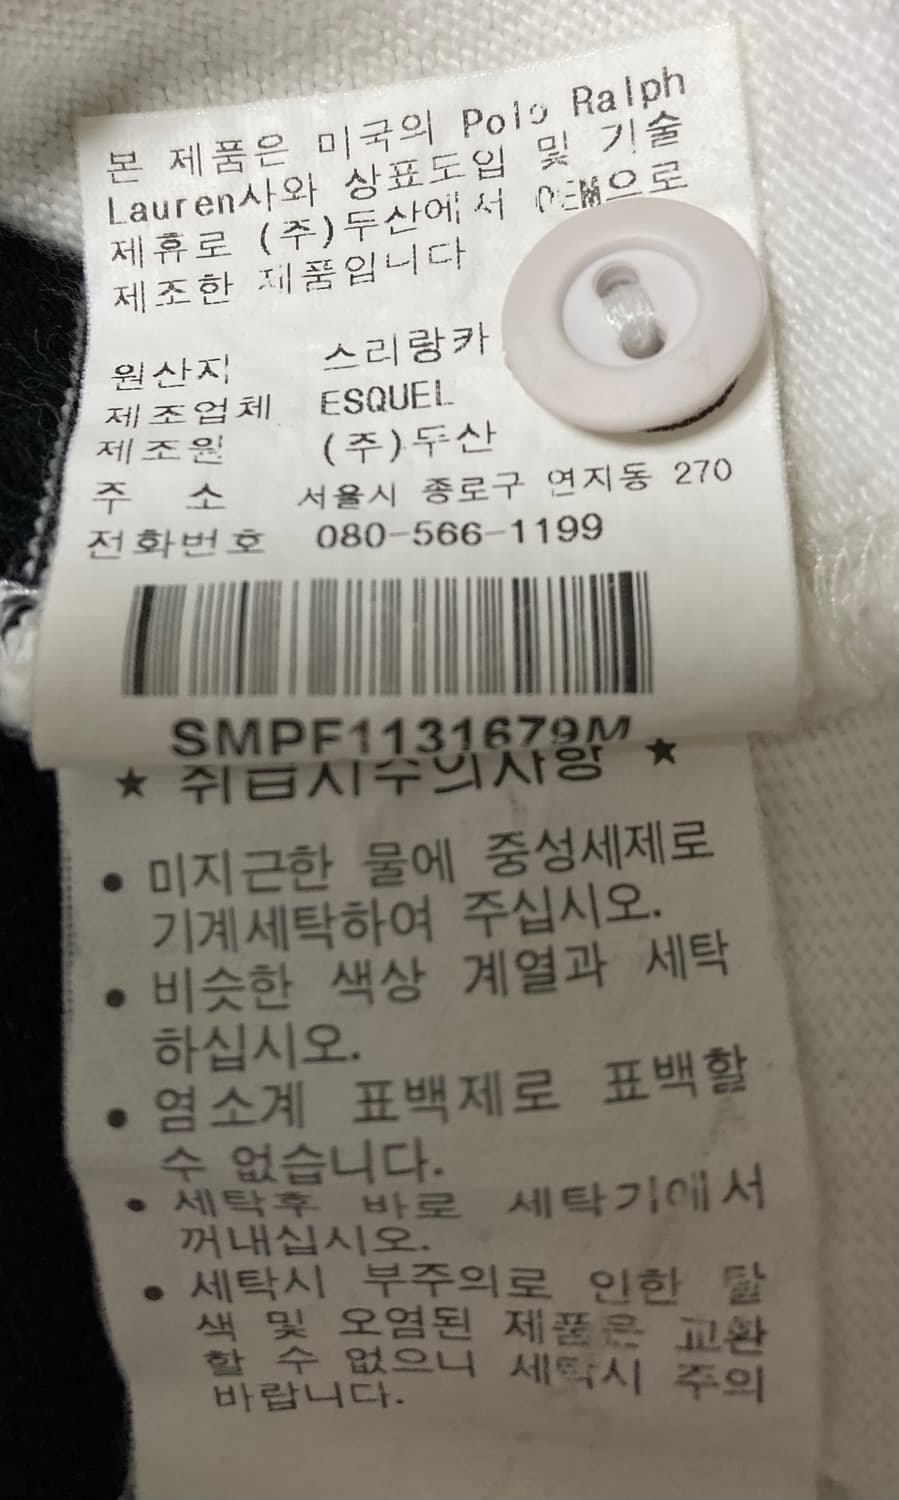 본 제품은 미국의 Polo Ralph
Lauren사와 상표도입 및 기술
제휴로 (주)두산에서 OEM으로
제조한 제품입니다
원산지 스리랑카
제조업체 ESQUEL
제조원 (주)두산
주 소 서울시 종로구 연지동 270
전화번호 080-566-1199
SMPF1131679M
★ 취급시주의사항 ★
• 미지근한 물에 중성세제로
기계세탁하여 주십시오.
• 비슷한 색상 계열과 세탁
하십시오.
• 염소계 표백제로 표백할
수 없습니다.
• 세탁후 바로 세탁기에서
꺼내십시오.
• 세탁시 부주의로 인한 탈
색 및 오염된 제품은 교환
할 수 없으니 세탁시 주의
바랍니다.